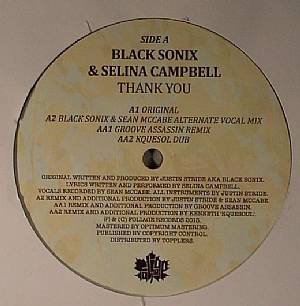 SIDE A
BLACK SONIX
& SELINA CAMPBELL
THANK YOU
A1 ORIGINAL
A2 BLACK SONIX & SEAN MCCABE ALTERNATE VOCAL MIX
AA1 GROOVE ASSASSIN REMIX
AA2 KQUESOL DUB
ORIGINAL WRITTEN AND PRODUCED BY JUSTIN STRIDE AKA BLACK SONIX.
LYRICS WRITTEN AND PERFORMED BY SELINA CAMPBELL.
VOCALS RECORDED BY SEAN MCCABE. ALL INSTRUMENTS BY JUSTIN STRIDE.
A2 REMIX AND ADDITIONAL PRODUCTION BY JUSTIN STRIDE & SEAN MCCABE.
AA1 REMIX AND ADDITIONAL PRODUCTION BY GROOVE ASSASSIN.
AA2 REMIX AND ADDITIONAL PRODUCTION BY KENNETH 'KQUESOUL'.
(P) & (C) FOLIAGE RECORDS 2013.
MASTERED BY OPTIMUM MASTERING.
PUBLISHED BY COPYRIGHT CONTROL.
DISTRIBUTED BY TOPPLERS.